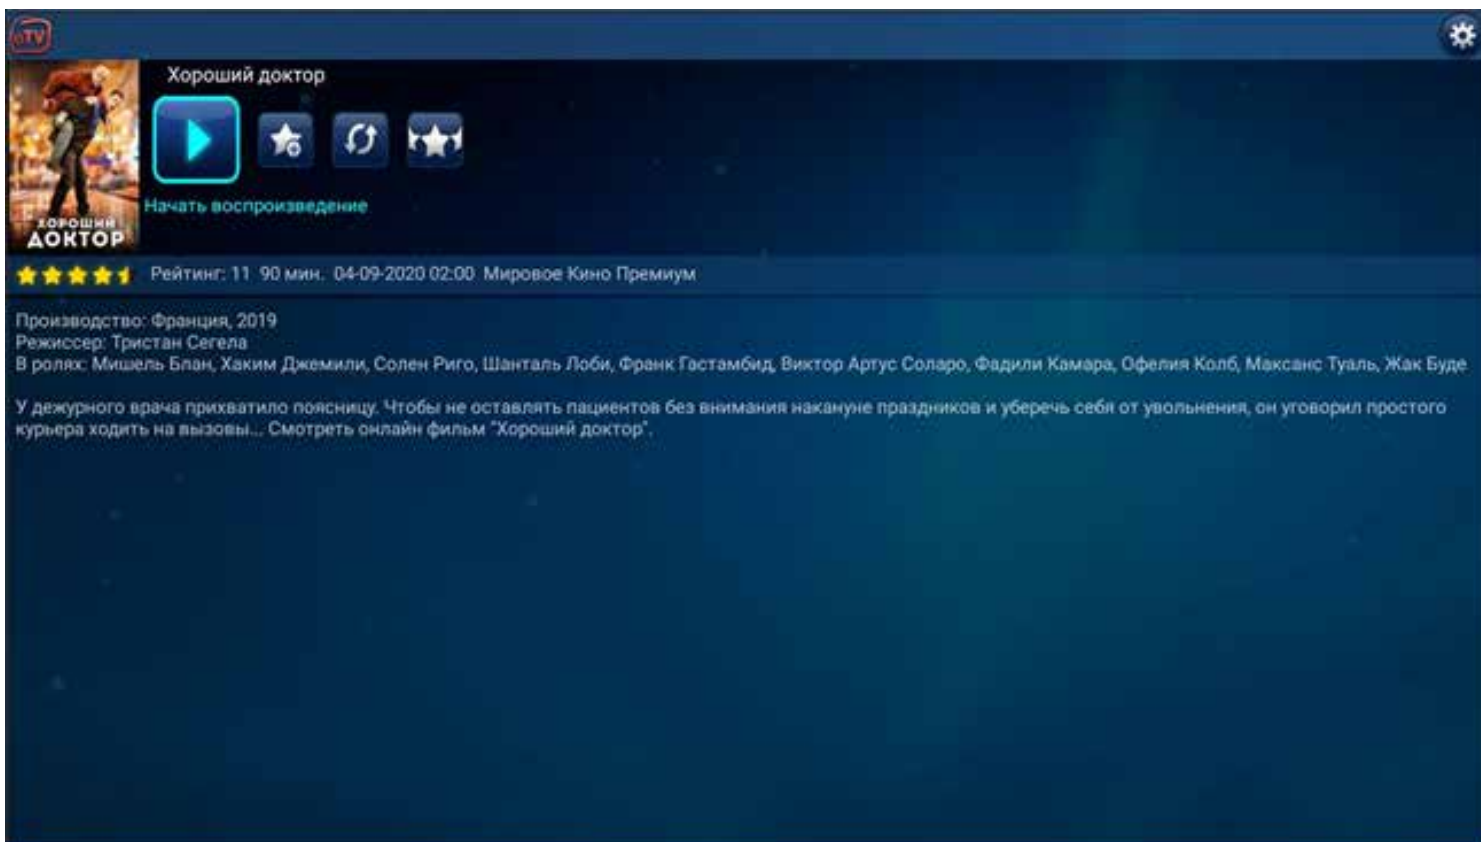 eTV
Хороший доктор
Начать воспроизведение
ХОРОШИЙ
ДОКТОР
Рейтинг: 11 90 мин. 04-09-2020 02:00 Мировое Кино Премиум
Производство: Франция, 2019
Режиссер: Тристан Сегела
В ролях: Мишель Блан, Хаким Джемили, Солен Риго, Шанталь Лоби, Франк Гастамбид, Виктор Артус Соларо, Фадили Камара, Офелия Колб, Максанс Туаль, Жак Буде
У дежурного врача прихватило поясницу. Чтобы не оставлять пациентов без внимания накануне праздников и уберечь себя от увольнения, он уговорил простого
курьера ходить на вызовы... Смотреть онлайн фильм "Хороший доктор".